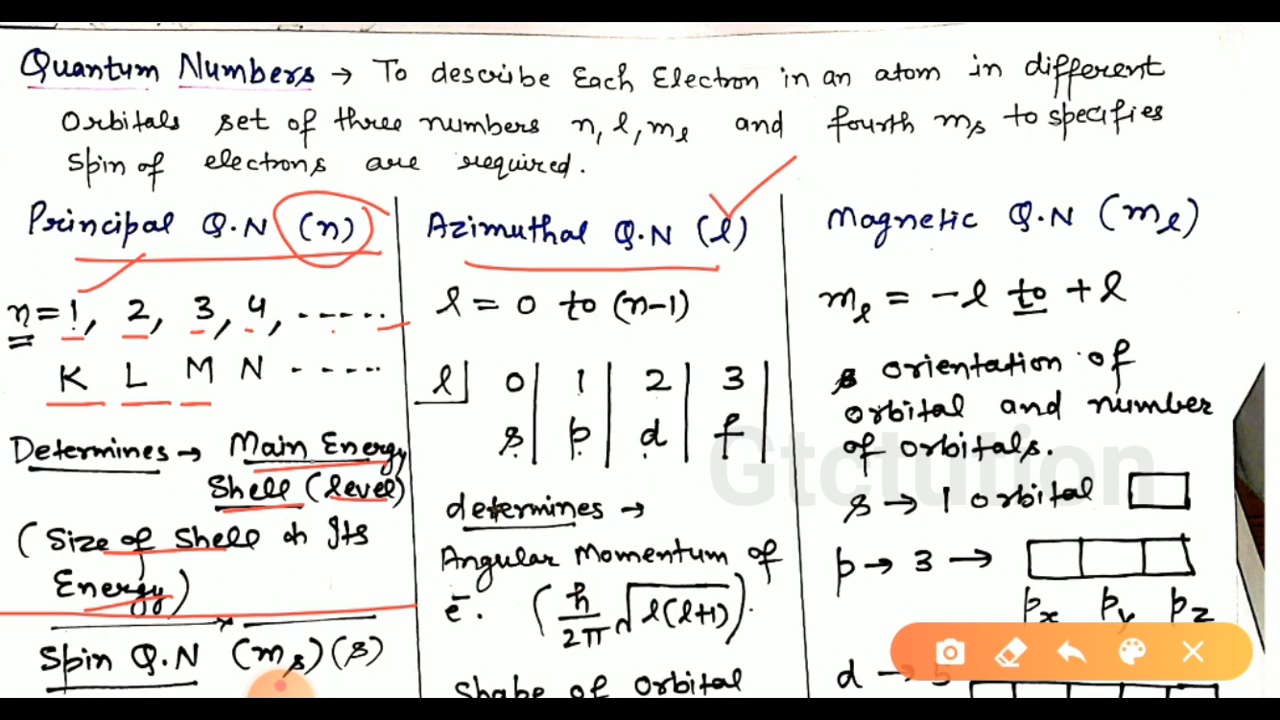 Quantum Numbers → To describe Each Electron in an atom in different
orbitals set of three numbers n, l, ml and fourth ms to specifies
spin of electrons are required.
Principal Q.N (n)
n = 1, 2, 3, 4, ......
K L M N ......
Determines → Main Energy
Shell (level)
(Size of Shell & Its
Energy)
Spin Q.N (ms)(s)
Azimuthal Q.N (l)
l = 0 to (n-1)
l | 0 | 1 | 2 | 3 |
s | p | d | f |
determines →
Angular Momentum of
e-. (ℏ/2π √l(l+1)).
Shape of orbital
Magnetic Q.N (ml)
ml = -l to +l
orientation of
orbital and number
of orbitals.
s → 1 orbital
p → 3 →
px py pz
d → 5
Gtctution